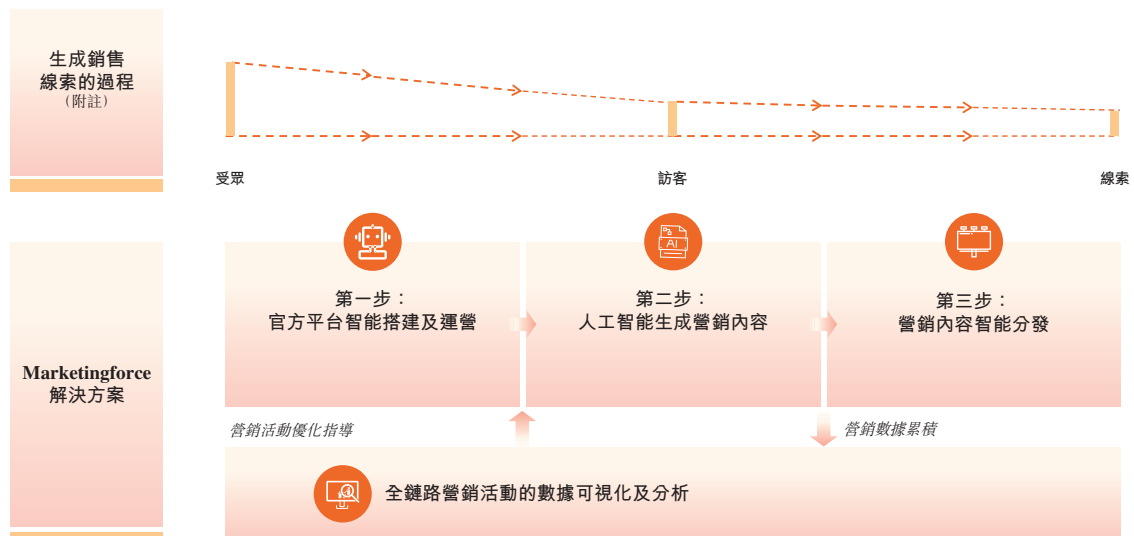 生成銷售
線索的過程
(附註)
受眾
訪客
線索
Marketingforce
解決方案
第一步：
官方平台智能搭建及運營
AI
第二步：
人工智能生成營銷內容
第三步：
營銷內容智能分發
營銷活動優化指導
營銷數據累積
全鏈路營銷活動的數據可視化及分析